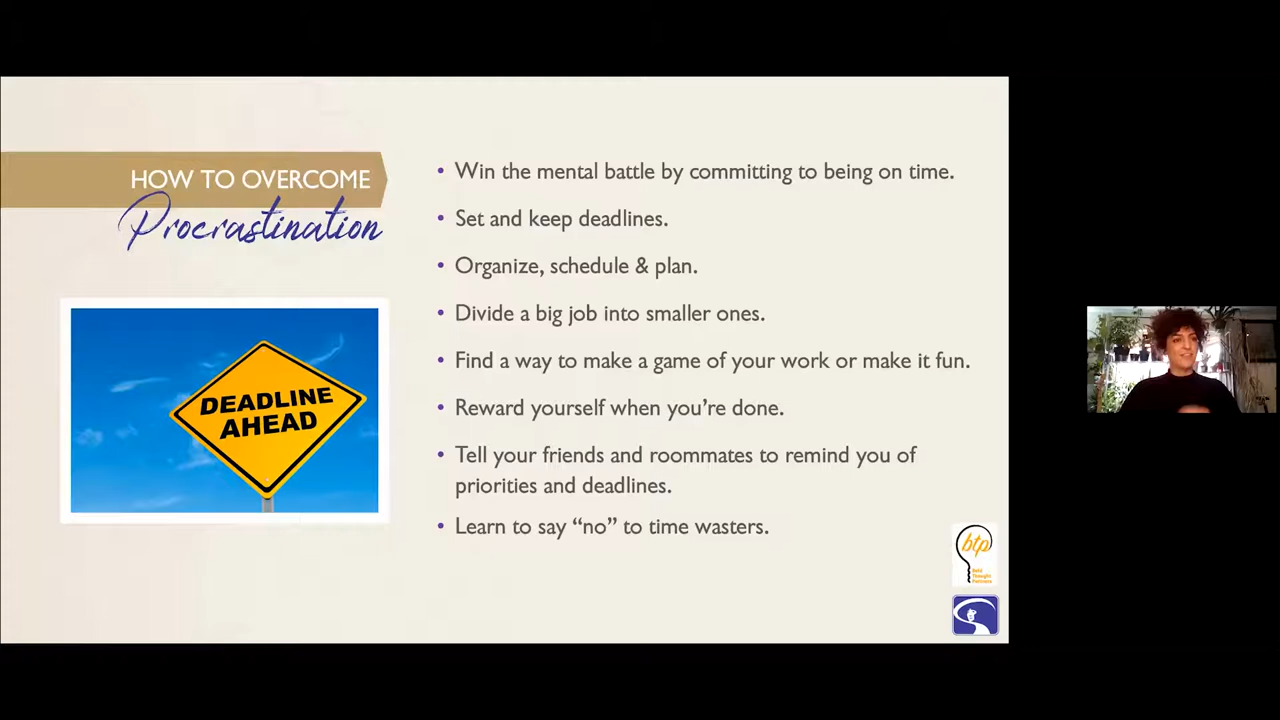 HOW TO OVERCOME
Procrastination
DEADLINE
AHEAD
• Win the mental battle by committing to being on time.
• Set and keep deadlines.
• Organize, schedule & plan.
• Divide a big job into smaller ones.
• Find a way to make a game of your work or make it fun.
• Reward yourself when you’re done.
• Tell your friends and roommates to remind you of
priorities and deadlines.
• Learn to say “no” to time wasters.
btp
Bold
Thought
Partners